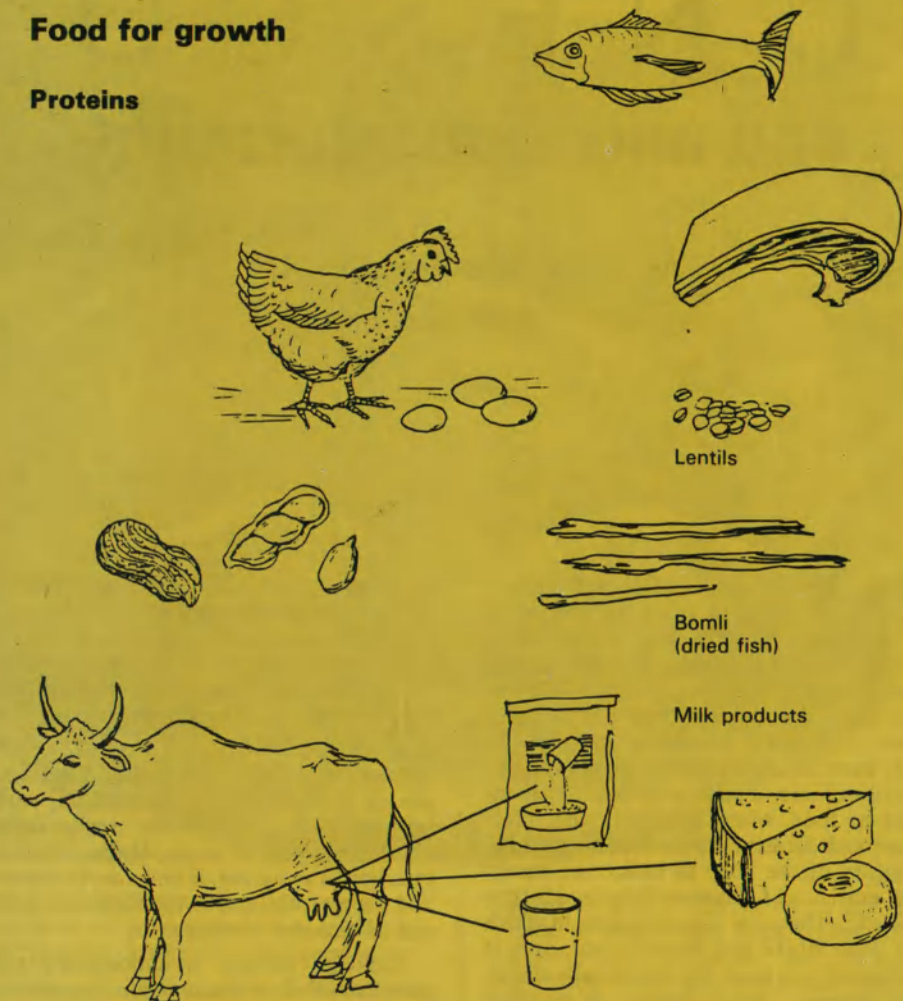 Food for growth
Proteins
Lentils
Bomli
(dried fish)
Milk products